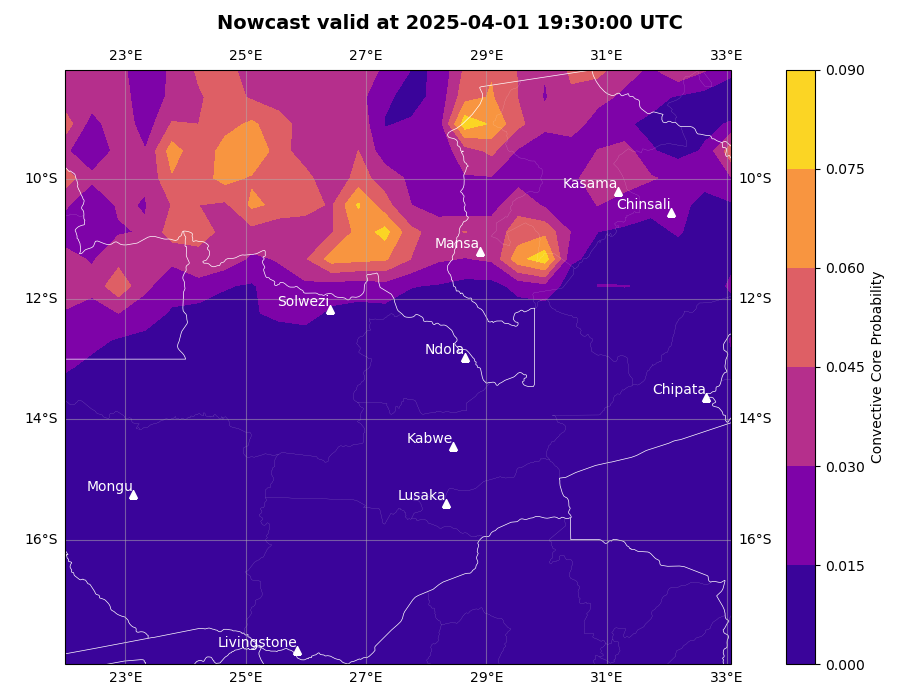 Nowcast valid at 2025-04-01 19:30:00 UTC
23°E 25°E 27°E 29°E 31°E 33°E
0.090
0.075
10°S Kasama 10°S
Chinsali
Mansa
0.060
12°S Solwezi 12°S
Ndola
0.045
Chipata
14°S 14°S
Kabwe
0.030
Mongu
Lusaka
16°S 16°S
0.015
Livingstone
0.000
23°E 25°E 27°E 29°E 31°E 33°E
Convective Core Probability